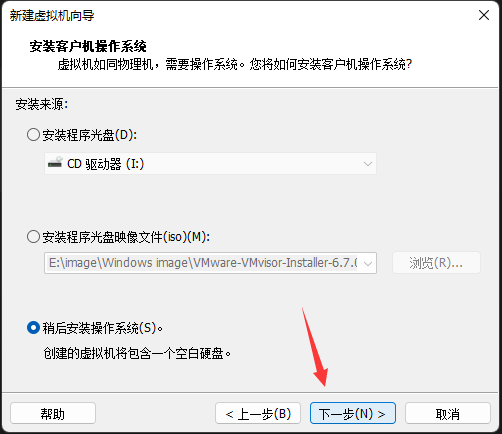 新建虚拟机向导
安装客户机操作系统
虚拟机如同物理机，需要操作系统。您将如何安装客户机操作系统?
安装来源:
安装程序光盘(D):
CD 驱动器 (I:)
安装程序光盘映像文件(iso)(M):
E:\image\Windows image\VMware-VMvisor-Installer-6.7.0
浏览(R)...
稍后安装操作系统(S)。
创建的虚拟机将包含一个空白硬盘。
帮助
< 上一步(B)
下一步(N) >
取消